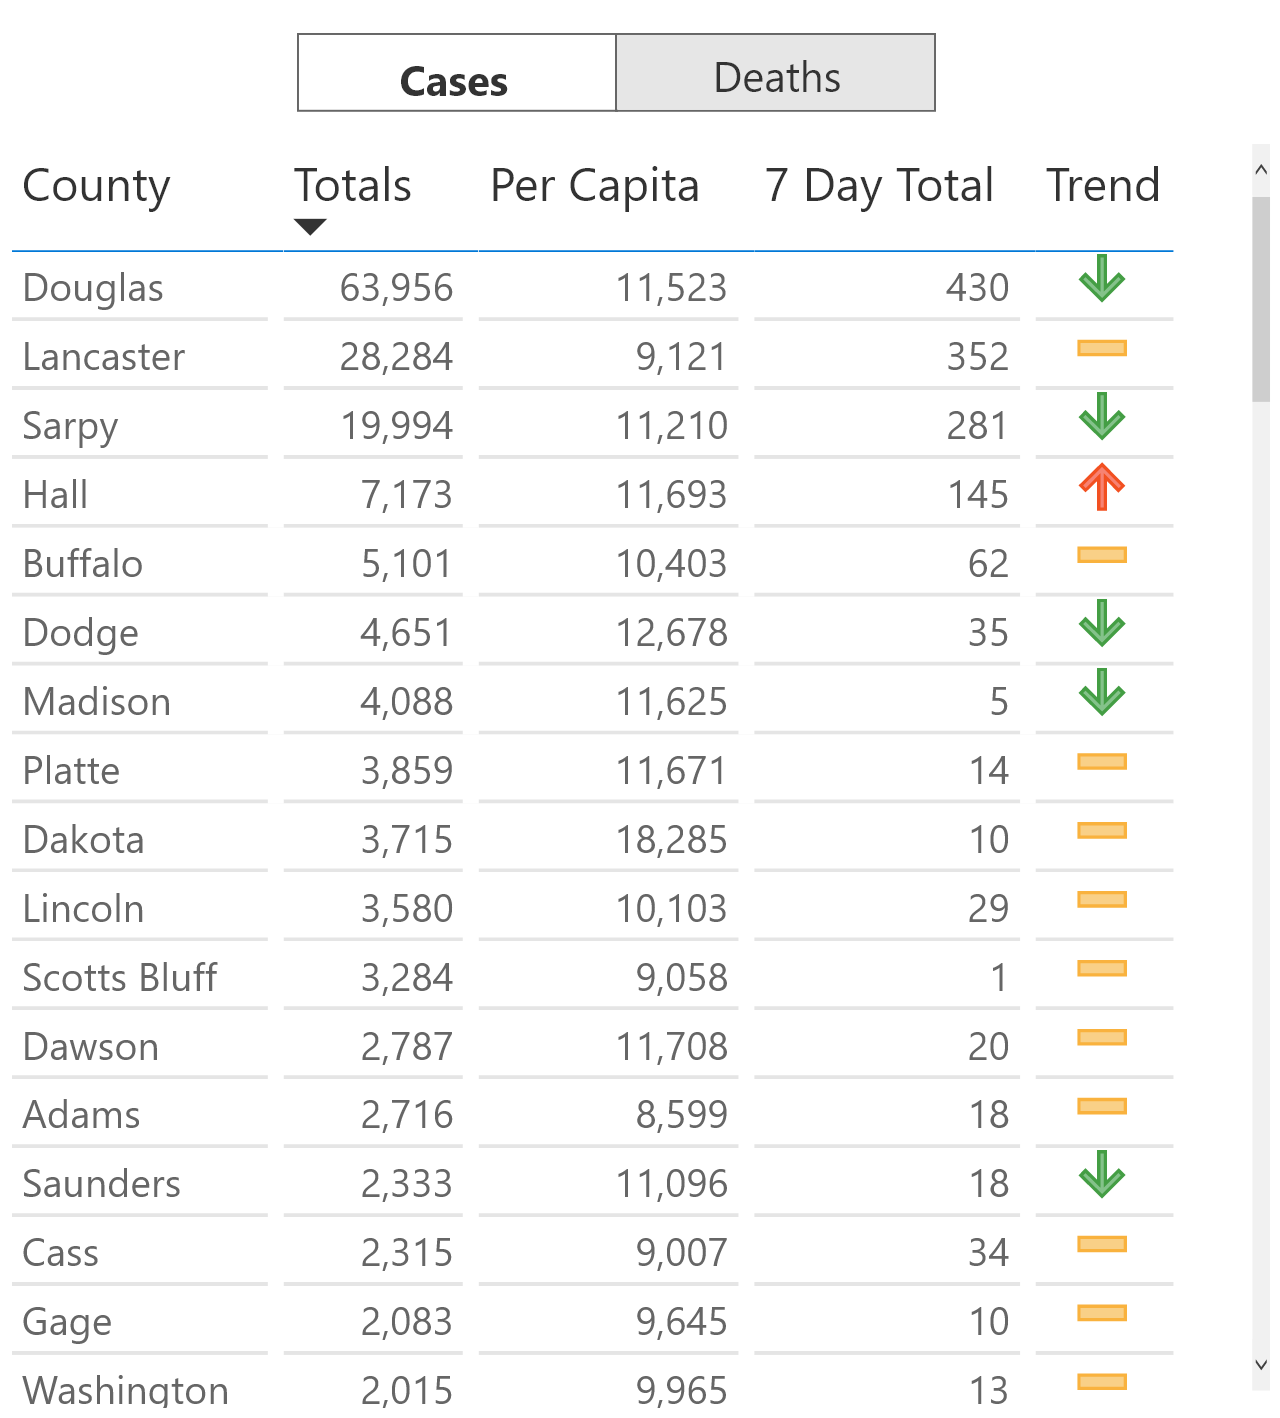 Cases Deaths
County Totals Per Capita 7 Day Total Trend
Douglas 63,956 11,523 430
Lancaster 28,284 9,121 352
Sarpy 19,994 11,210 281
Hall 7,173 11,693 145
Buffalo 5,101 10,403 62
Dodge 4,651 12,678 35
Madison 4,088 11,625 5
Platte 3,859 11,671 14
Dakota 3,715 18,285 10
Lincoln 3,580 10,103 29
Scotts Bluff 3,284 9,058 1
Dawson 2,787 11,708 20
Adams 2,716 8,599 18
Saunders 2,333 11,096 18
Cass 2,315 9,007 34
Gage 2,083 9,645 10
Washington 2,015 9,965 13